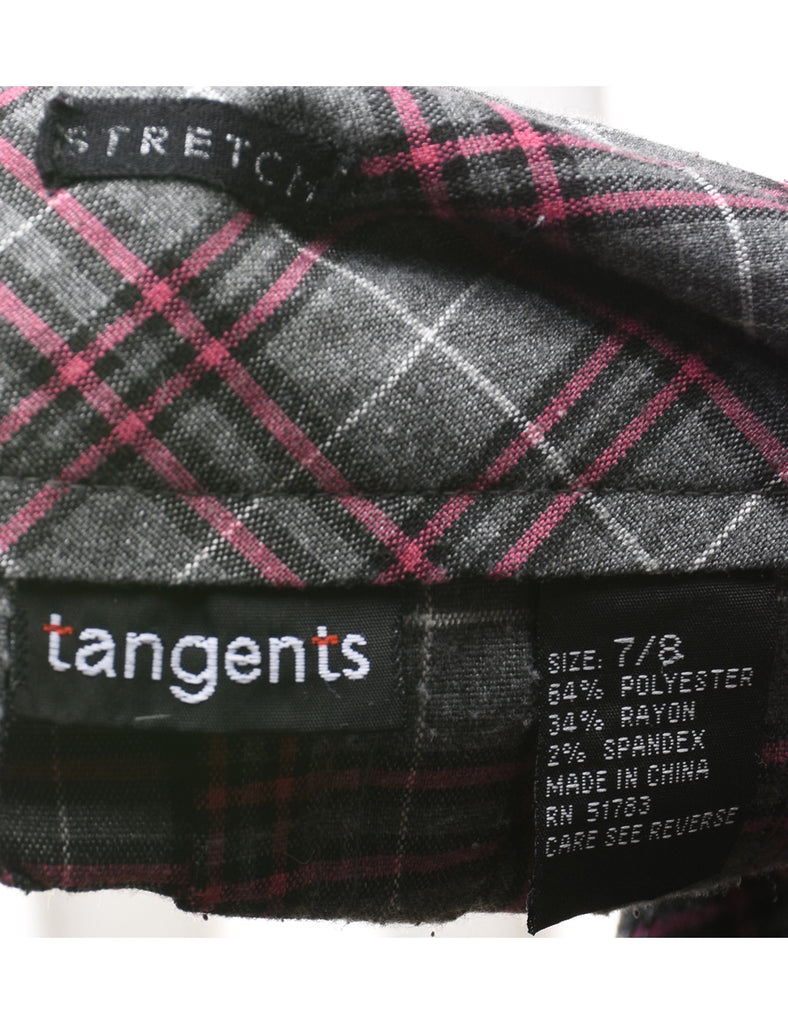 STRETCH
tangents
SIZE: 7/8
64% POLYESTER
34% RAYON
2% SPANDEX
MADE IN CHINA
RN 51783
CARE SEE REVERSE